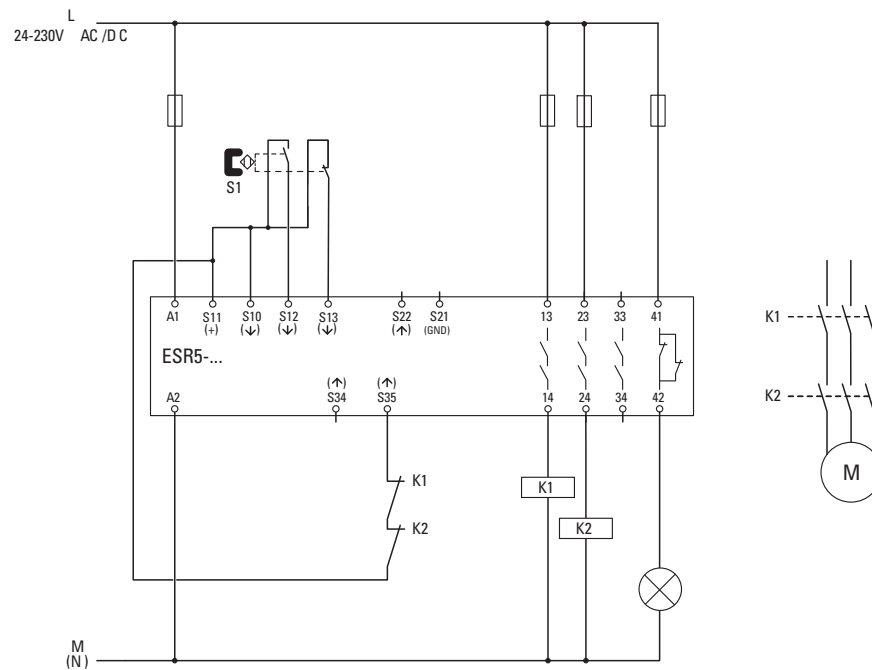 L
24-230V AC /D C
S1
A1 S11 S10 S12 S13 S22 S21 13 23 33 41
(+) (↓) (↓) (↓) (↑) (GND)
ESR5-...
(↑) (↑)
A2 S34 S35 14 24 34 42
K1
K2
K1
K2
K1
K2
M
M
(N)